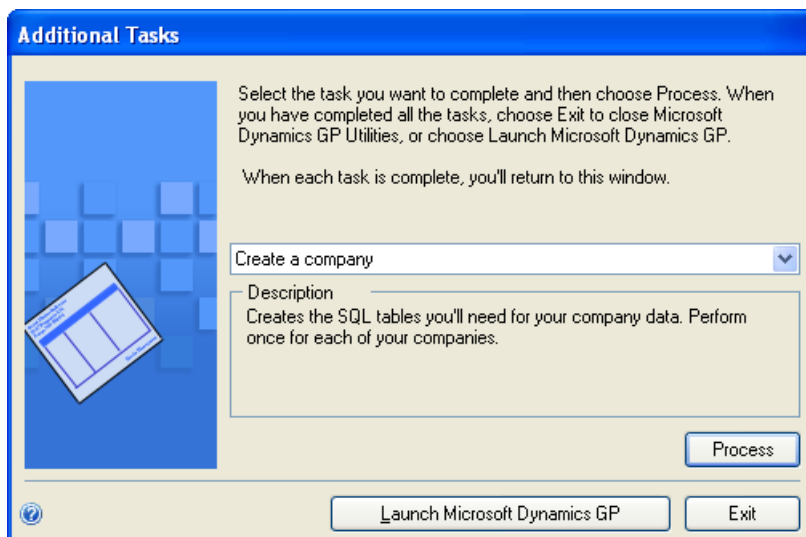 Additional Tasks
Select the task you want to complete and then choose Process. When
you have completed all the tasks, choose Exit to close Microsoft
Dynamics GP Utilities, or choose Launch Microsoft Dynamics GP.
When each task is complete, you'll return to this window.
Create a company
Description
Creates the SQL tables you'll need for your company data. Perform
once for each of your companies.
Process
Launch Microsoft Dynamics GP
Exit